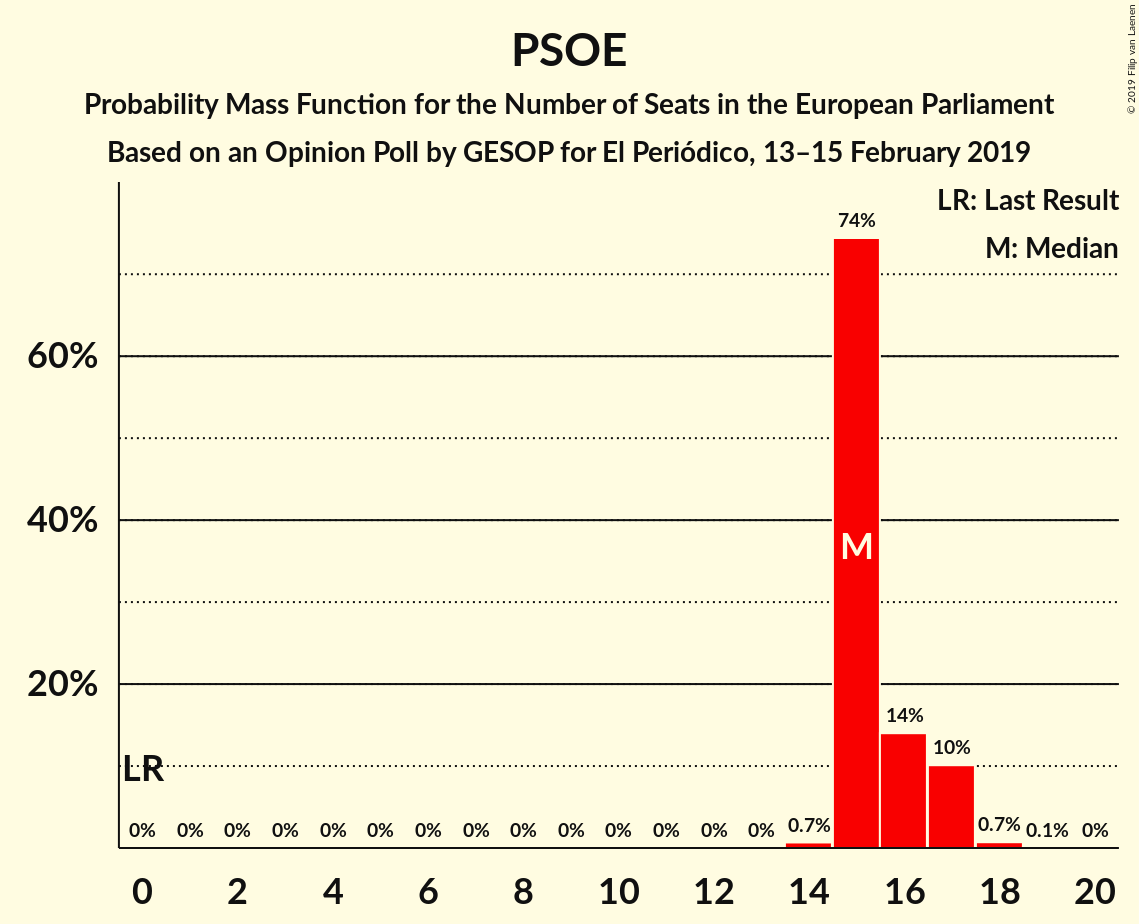 PSOE
Probability Mass Function for the Number of Seats in the European Parliament
Based on an Opinion Poll by GESOP for El Periódico, 13–15 February 2019
© 2019 Filip van Laenen
LR: Last Result
M: Median
74%
60%
40%
M
20%
14%
10%
LR
0% 0% 0% 0% 0% 0% 0% 0% 0% 0% 0% 0% 0% 0% 0.7% 0.7% 0.1% 0%
0 2 4 6 8 10 12 14 16 18 20